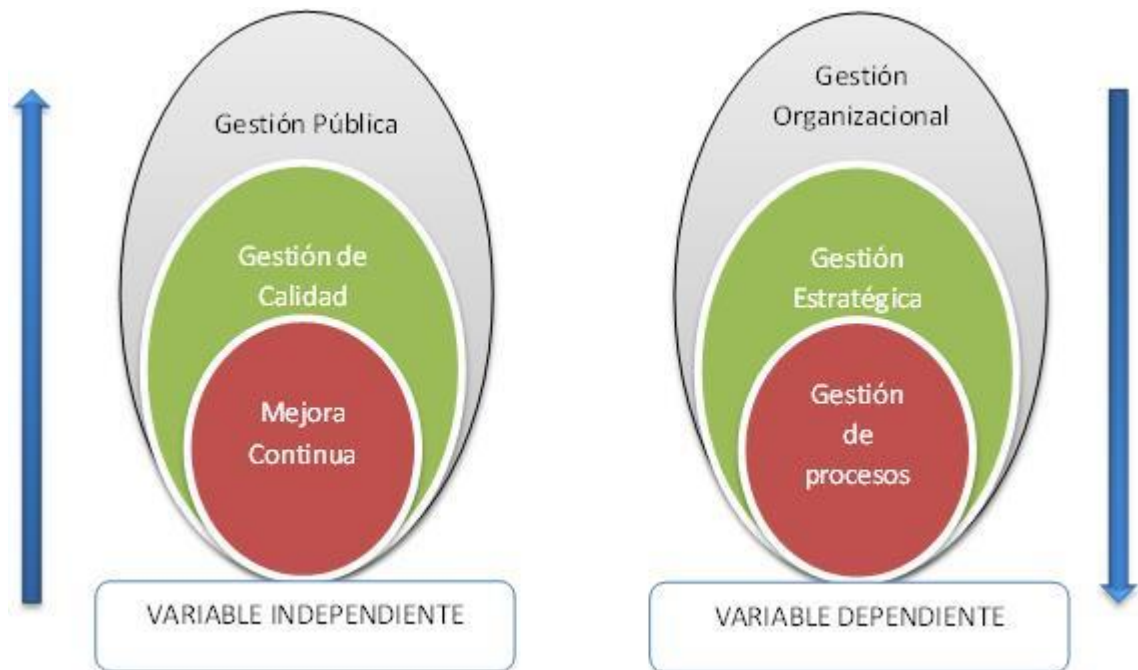 Gestión Pública
Gestión de
Calidad
Mejora
Continua
VARIABLE INDEPENDIENTE
Gestión
Organizacional
Gestión
Estratégica
Gestión
de
procesos
VARIABLE DEPENDIENTE